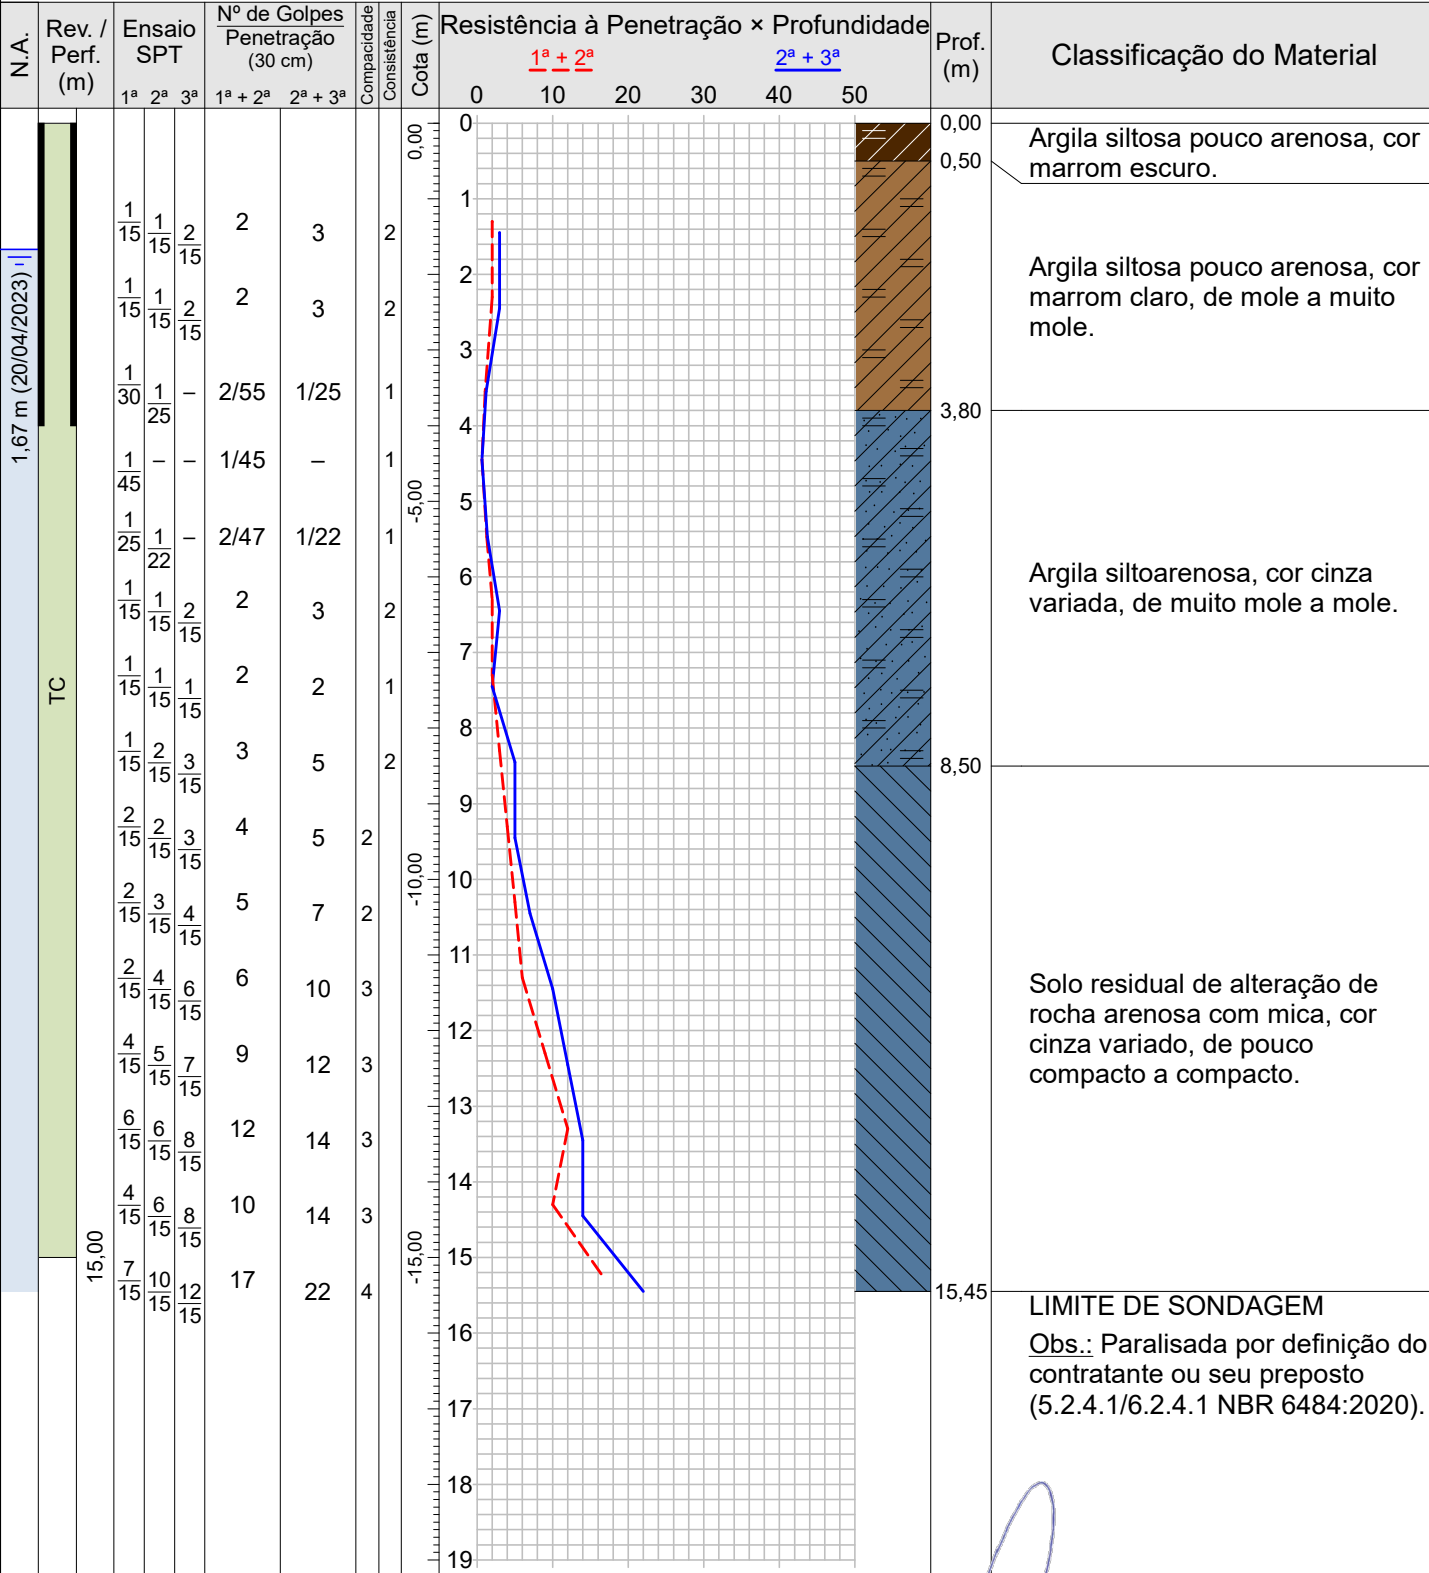 N.A.
Rev. / Perf. (m)
Ensaio SPT
1ª 2ª 3ª
Nº de Golpes
Penetração
(30 cm)
1ª + 2ª 2ª + 3ª
Compacidade
Consistência
Cota (m)
Resistência à Penetração × Profundidade
1ª + 2ª 2ª + 3ª
0 10 20 30 40 50
Prof. (m)
Classificação do Material
1,67 m (20/04/2023)
TC
15,00
1/15 1/15 2/15 2 3 2
1/15 1/15 2/15 2 3 2
1/30 1/25 – 2/55 1/25 1
1/45 – – 1/45 – 1
1/25 1/22 – 2/47 1/22 1
1/15 1/15 2/15 2 3 2
1/15 1/15 1/15 2 2 1
1/15 2/15 3/15 3 5 2
2/15 2/15 3/15 4 5 2
2/15 3/15 4/15 5 7 2
2/15 4/15 6/15 6 10 3
4/15 5/15 7/15 9 12 3
6/15 6/15 8/15 12 14 3
4/15 6/15 8/15 10 14 3
7/15 10/15 12/15 17 22 4
0,00
-5,00
-10,00
-15,00
0
1
2
3
4
5
6
7
8
9
10
11
12
13
14
15
16
17
18
19
0,00
0,50
3,80
8,50
15,45
Argila siltosa pouco arenosa, cor
marrom escuro.
Argila siltosa pouco arenosa, cor
marrom claro, de mole a muito
mole.
Argila siltoarenosa, cor cinza
variada, de muito mole a mole.
Solo residual de alteração de
rocha arenosa com mica, cor
cinza variado, de pouco
compacto a compacto.
LIMITE DE SONDAGEM
Obs.: Paralisada por definição do
contratante ou seu preposto
(5.2.4.1/6.2.4.1 NBR 6484:2020).